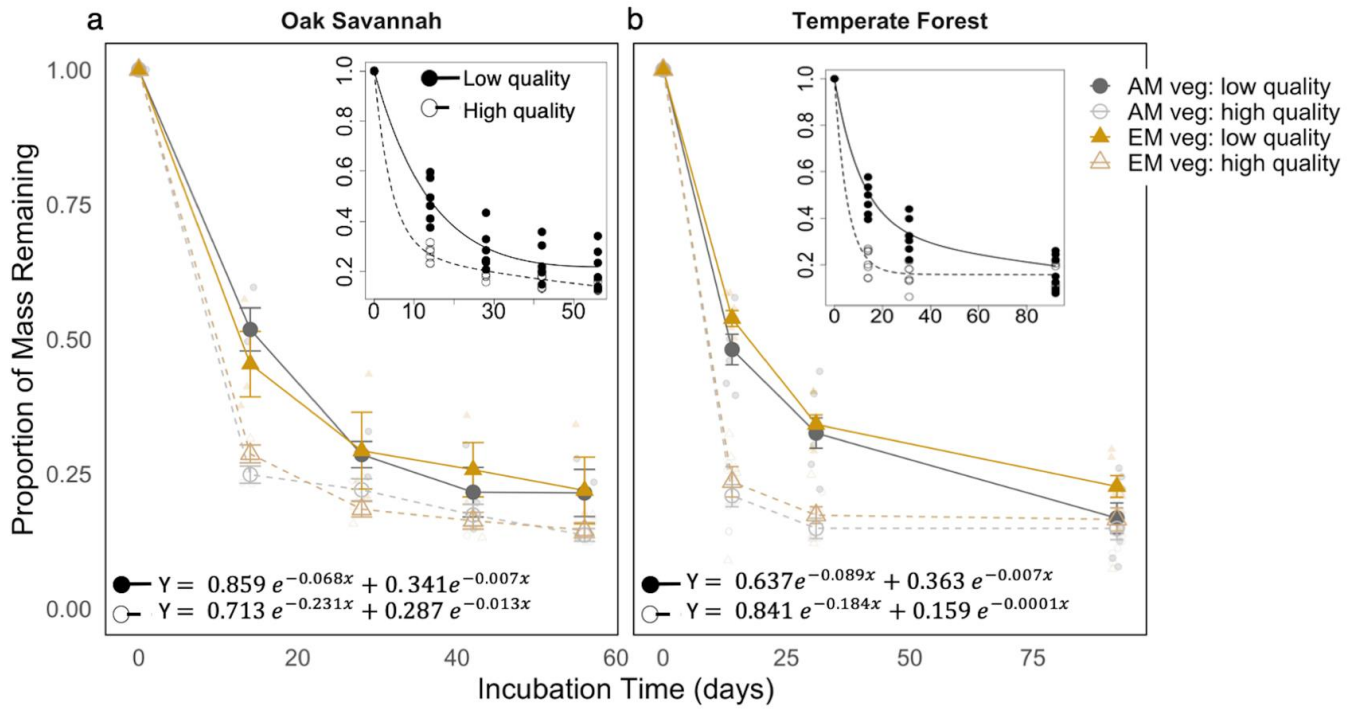 a Oak Savannah
b Temperate Forest
Proportion of Mass Remaining
1.00
0.75
0.50
0.25
0.00
1.0
0.8
0.6
0.4
0.2
0 10 30 50
Low quality
High quality
1.0
0.8
0.6
0.4
0.2
0 20 40 60 80
AM veg: low quality
AM veg: high quality
EM veg: low quality
EM veg: high quality
Y = 0.859 e^{-0.068x} + 0.341e^{-0.007x}
Y = 0.713 e^{-0.231x} + 0.287 e^{-0.013x}
Y = 0.637e^{-0.089x} + 0.363 e^{-0.007x}
Y = 0.841 e^{-0.184x} + 0.159 e^{-0.0001x}
0 20 40 60
0 25 50 75
Incubation Time (days)